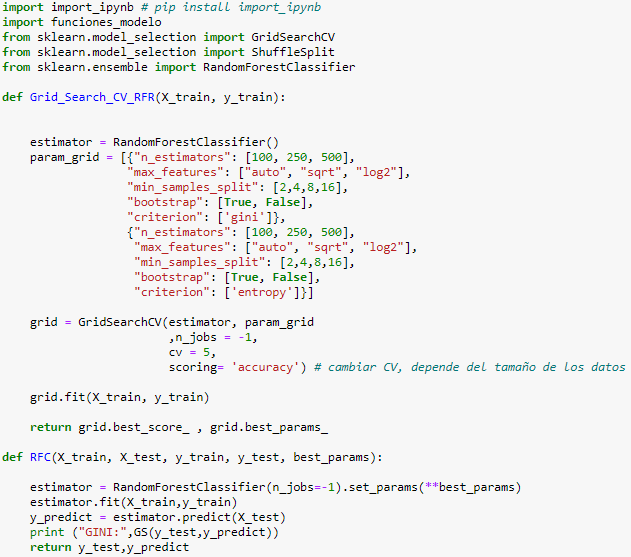 import import_ipynb # pip install import_ipynb
import funciones_modelo
from sklearn.model_selection import GridSearchCV
from sklearn.model_selection import ShuffleSplit
from sklearn.ensemble import RandomForestClassifier

def Grid_Search_CV_RFR(X_train, y_train):

    estimator = RandomForestClassifier()
    param_grid = [{"n_estimators": [100, 250, 500],
                  "max_features": ["auto", "sqrt", "log2"],
                  "min_samples_split": [2,4,8,16],
                  "bootstrap": [True, False],
                  "criterion": ['gini']},
                  {"n_estimators": [100, 250, 500],
                   "max_features": ["auto", "sqrt", "log2"],
                   "min_samples_split": [2,4,8,16],
                   "bootstrap": [True, False],
                   "criterion": ['entropy']}]

    grid = GridSearchCV(estimator, param_grid
                        ,n_jobs = -1,
                        cv = 5,
                        scoring= 'accuracy') # cambiar CV, depende del tamaño de los datos

    grid.fit(X_train, y_train)

    return grid.best_score_ , grid.best_params_

def RFC(X_train, X_test, y_train, y_test, best_params):

    estimator = RandomForestClassifier(n_jobs=-1).set_params(**best_params)
    estimator.fit(X_train,y_train)
    y_predict = estimator.predict(X_test)
    print ("GINI:",GS(y_test,y_predict))
    return y_test,y_predict